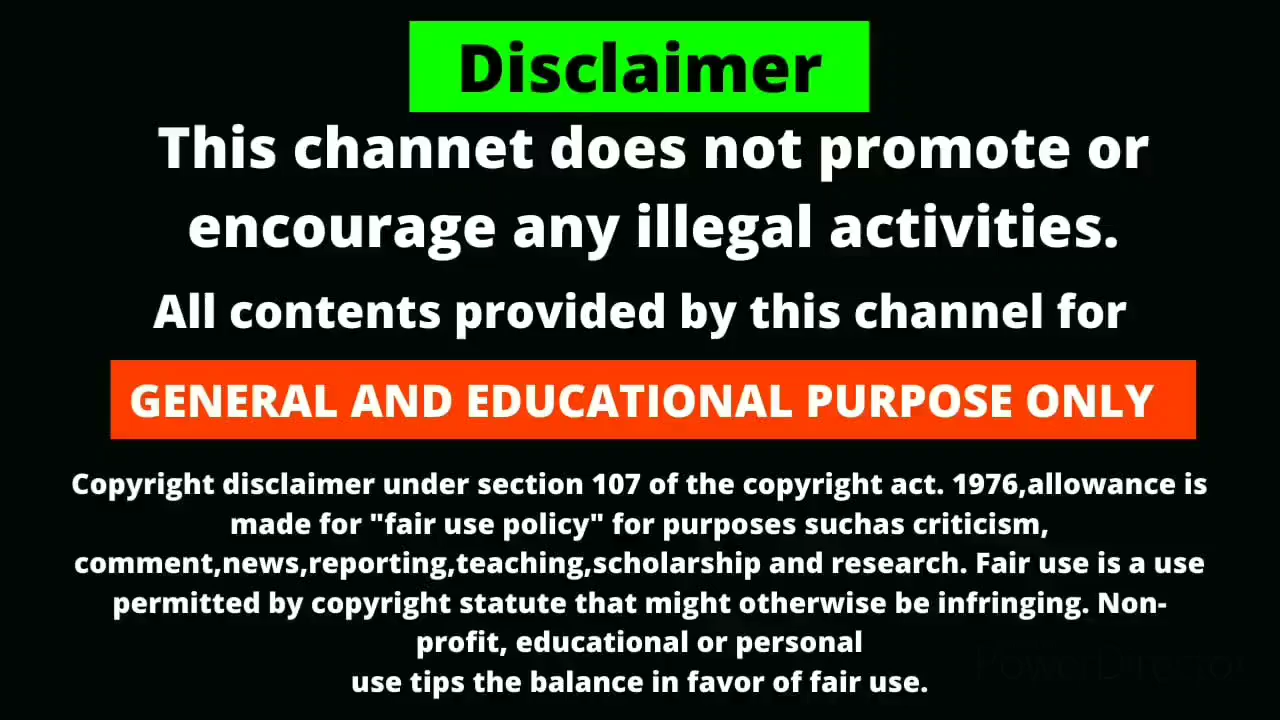 Disclaimer
This channet does not promote or
encourage any illegal activities.
All contents provided by this channel for
GENERAL AND EDUCATIONAL PURPOSE ONLY
Copyright disclaimer under section 107 of the copyright act. 1976,allowance is
made for "fair use policy" for purposes suchas criticism,
comment,news,reporting,teaching,scholarship and research. Fair use is a use
permitted by copyright statute that might otherwise be infringing. Non-
profit, educational or personal
use tips the balance in favor of fair use.
PowerDirector